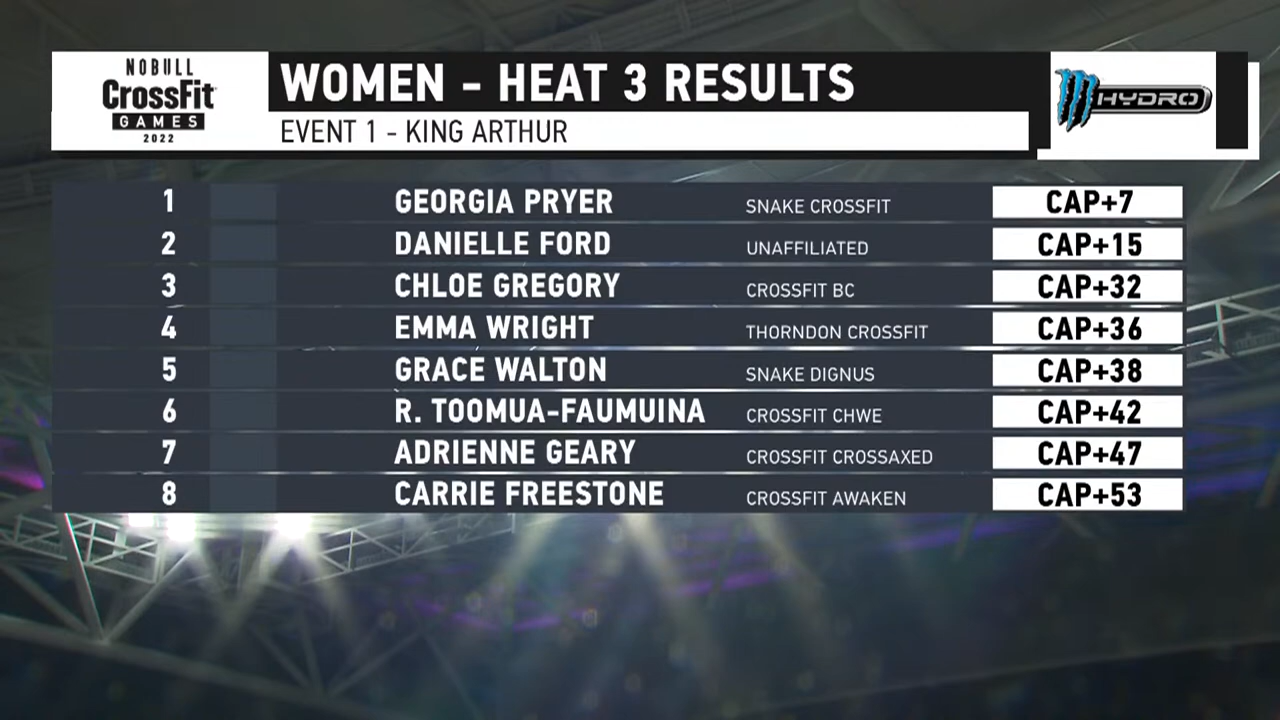 NOBULL
CrossFit
GAMES
2022
WOMEN - HEAT 3 RESULTS
EVENT 1 - KING ARTHUR
HYDRO
1 GEORGIA PRYER SNAKE CROSSFIT CAP+7
2 DANIELLE FORD UNAFFILIATED CAP+15
3 CHLOE GREGORY CROSSFIT BC CAP+32
4 EMMA WRIGHT THORNDON CROSSFIT CAP+36
5 GRACE WALTON SNAKE DIGNUS CAP+38
6 R. TOOMUA-FAUMUINA CROSSFIT CHWE CAP+42
7 ADRIENNE GEARY CROSSFIT CROSSAXED CAP+47
8 CARRIE FREESTONE CROSSFIT AWAKEN CAP+53